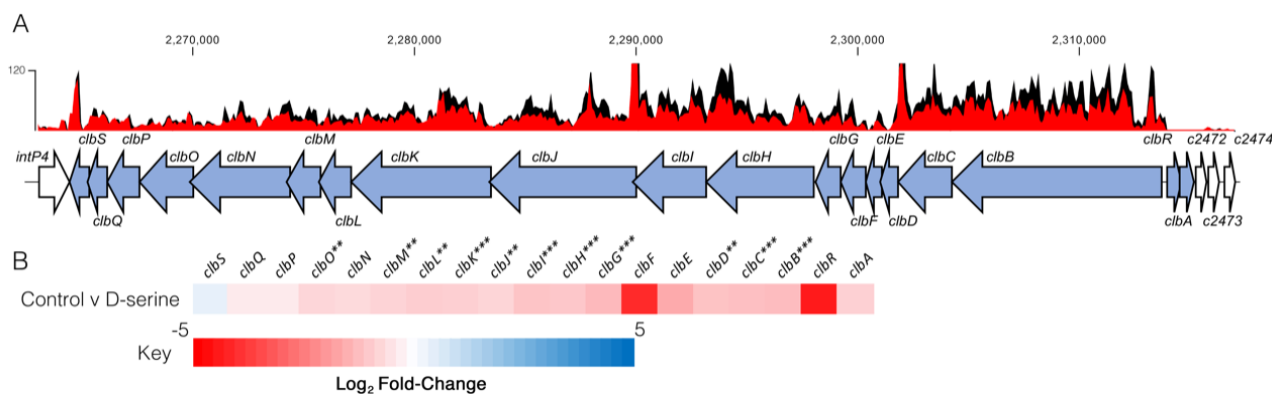 A
2,270,000 2,280,000 2,290,000 2,300,000 2,310,000
120
clbS clbP clbM clbG clbE clbR c2472 c2474
intP4 clbO clbN clbK clbJ clbI clbH clbC clbB
clbQ clbL clbF clbD clbA c2473
B
clbS clbQ clbP clbO** clbN clbM** clbL** clbK*** clbJ** clbI*** clbH*** clbG*** clbF clbE clbD** clbC*** clbB*** clbR clbA
Control v D-serine
-5 5
Key
Log₂ Fold-Change